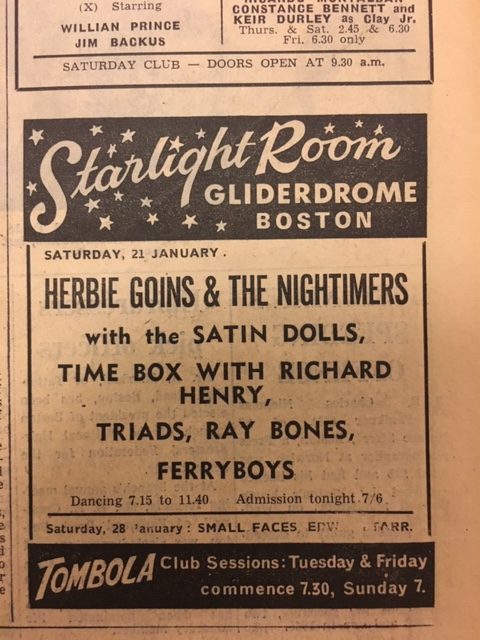 (X) Starring
WILLIAN PRINCE
JIM BACKUS
RICARDO MONTALBAN
CONSTANCE BENNETT and
KEIR DURLEY as Clay Jr.
Thurs. & Sat. 2.45 & 6.30
Fri. 6.30 only
SATURDAY CLUB — DOORS OPEN AT 9.30 a.m.
Starlight Room
GLIDERDROME
BOSTON
SATURDAY, 21 JANUARY.
HERBIE GOINS & THE NIGHTIMERS
with the SATIN DOLLS,
TIME BOX WITH RICHARD
HENRY,
TRIADS, RAY BONES,
FERRYBOYS
Dancing 7.15 to 11.40 Admission tonight 7/6
Saturday, 28 January: SMALL FACES,
TOMBOLA Club Sessions: Tuesday & Friday
commence 7.30, Sunday 7.